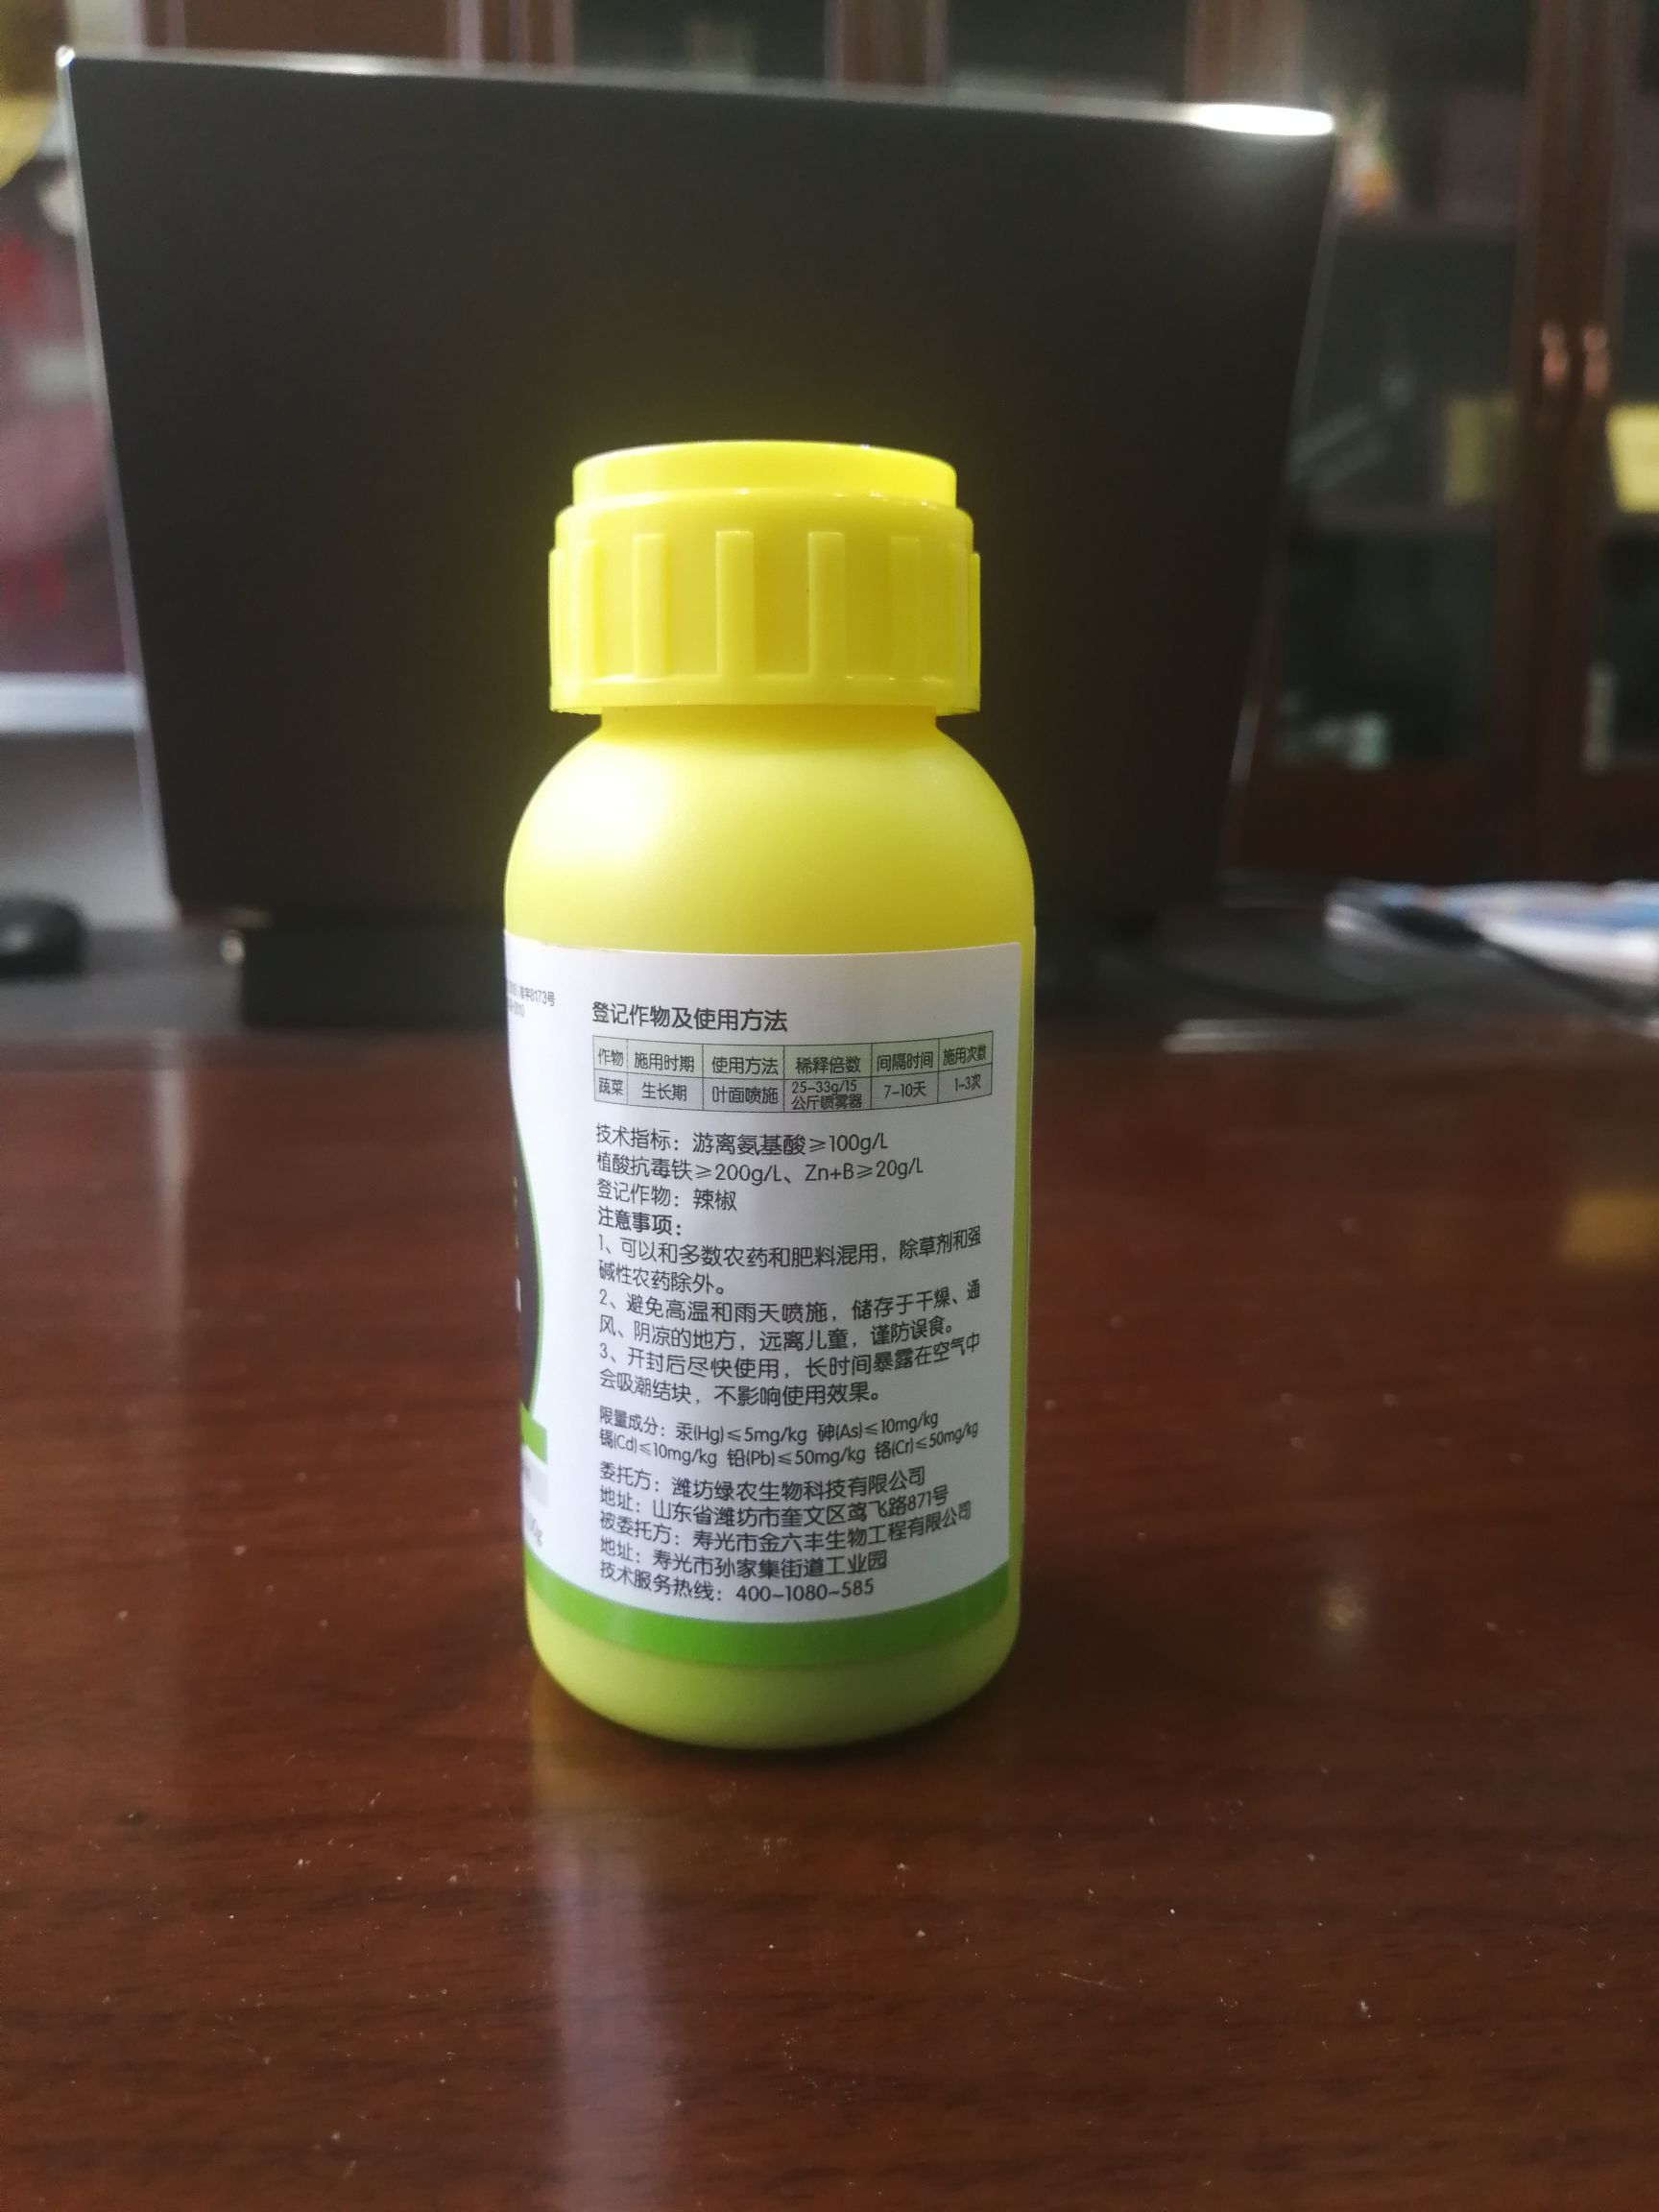 8173号
登记作物及使用方法
作物 施用时期 使用方法 稀释倍数 间隔时间 施用次数
蔬菜 生长期 叶面喷施 25-33g/15公斤喷雾器 7-10天 1-3次
技术指标：游离氨基酸≥100g/L
植酸抗毒铁≥200g/L、Zn+B≥20g/L
登记作物：辣椒
注意事项：
1、可以和多数农药和肥料混用，除草剂和强
碱性农药除外。
2、避免高温和雨天喷施，储存于干燥、通
风、阴凉的地方，远离儿童，谨防误食。
3、开封后尽快使用，长时间暴露在空气中
会吸潮结块，不影响使用效果。
限量成分：汞(Hg)≤5mg/kg 砷(As)≤10mg/kg
镉(Cd)≤10mg/kg 铅(Pb)≤50mg/kg 铬(Cr)≤50mg/kg
委托方：潍坊绿农生物科技有限公司
地址：山东省潍坊市奎文区鸢飞路871号
被委托方：寿光市金六丰生物工程有限公司
地址：寿光市孙家集街道工业园
技术服务热线：400-1080-585